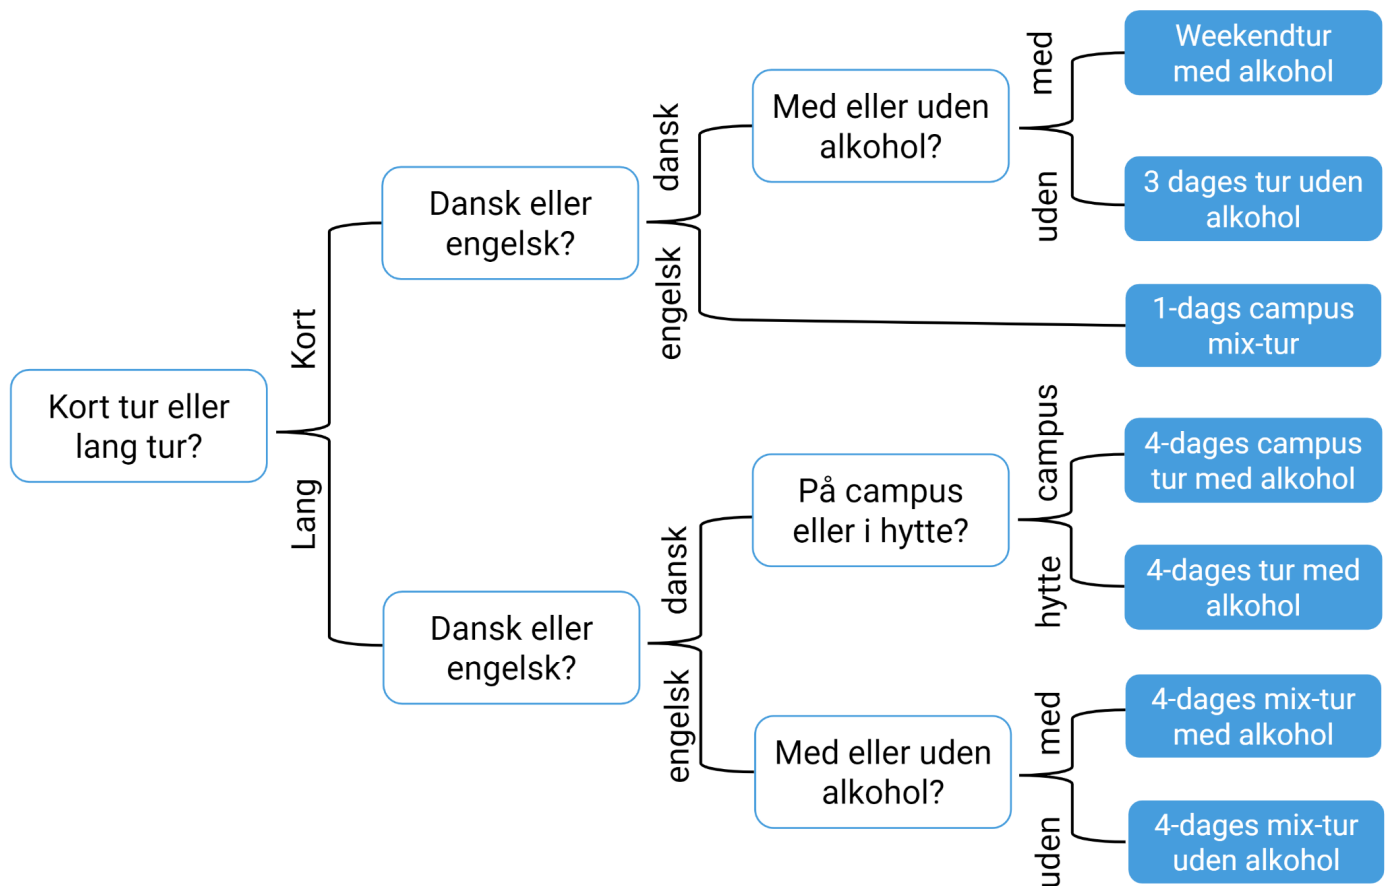 Kort tur eller
lang tur?
Kort
Lang
Dansk eller
engelsk?
dansk
engelsk
Med eller uden
alkohol?
med
uden
Weekendtur
med alkohol
3 dages tur uden
alkohol
1-dags campus
mix-tur
Dansk eller
engelsk?
dansk
engelsk
På campus
eller i hytte?
campus
hytte
4-dages campus
tur med alkohol
4-dages tur med
alkohol
Med eller uden
alkohol?
med
uden
4-dages mix-tur
med alkohol
4-dages mix-tur
uden alkohol